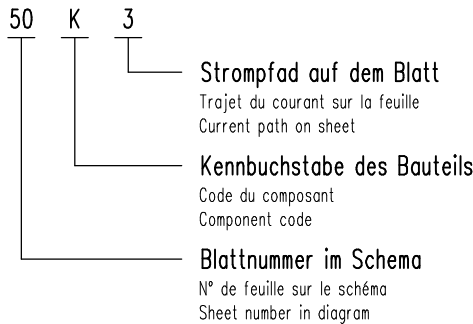 50 K 3
Strompfad auf dem Blatt
Trajet du courant sur la feuille
Current path on sheet
Kennbuchstabe des Bauteils
Code du composant
Component code
Blattnummer im Schema
N° de feuille sur le schéma
Sheet number in diagram